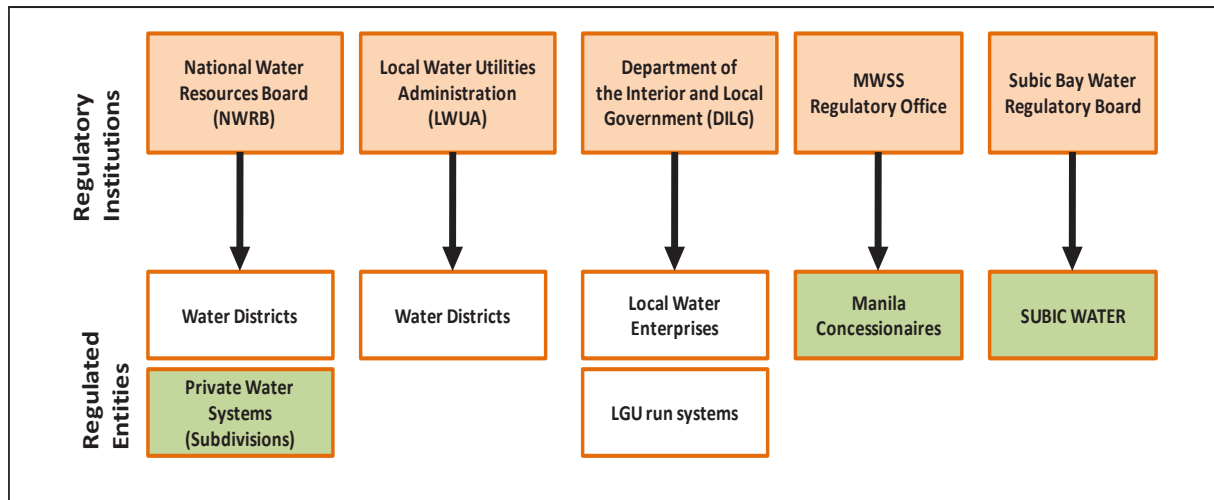 Regulatory
Institutions
National Water
Resources Board
(NWRB)
Local Water Utilities
Administration
(LWUA)
Department of
the Interior and Local
Government (DILG)
MWSS
Regulatory Office
Subic Bay Water
Regulatory Board
Regulated
Entities
Water Districts
Private Water
Systems
(Subdivisions)
Water Districts
Local Water
Enterprises
LGU run systems
Manila
Concessionaires
SUBIC WATER